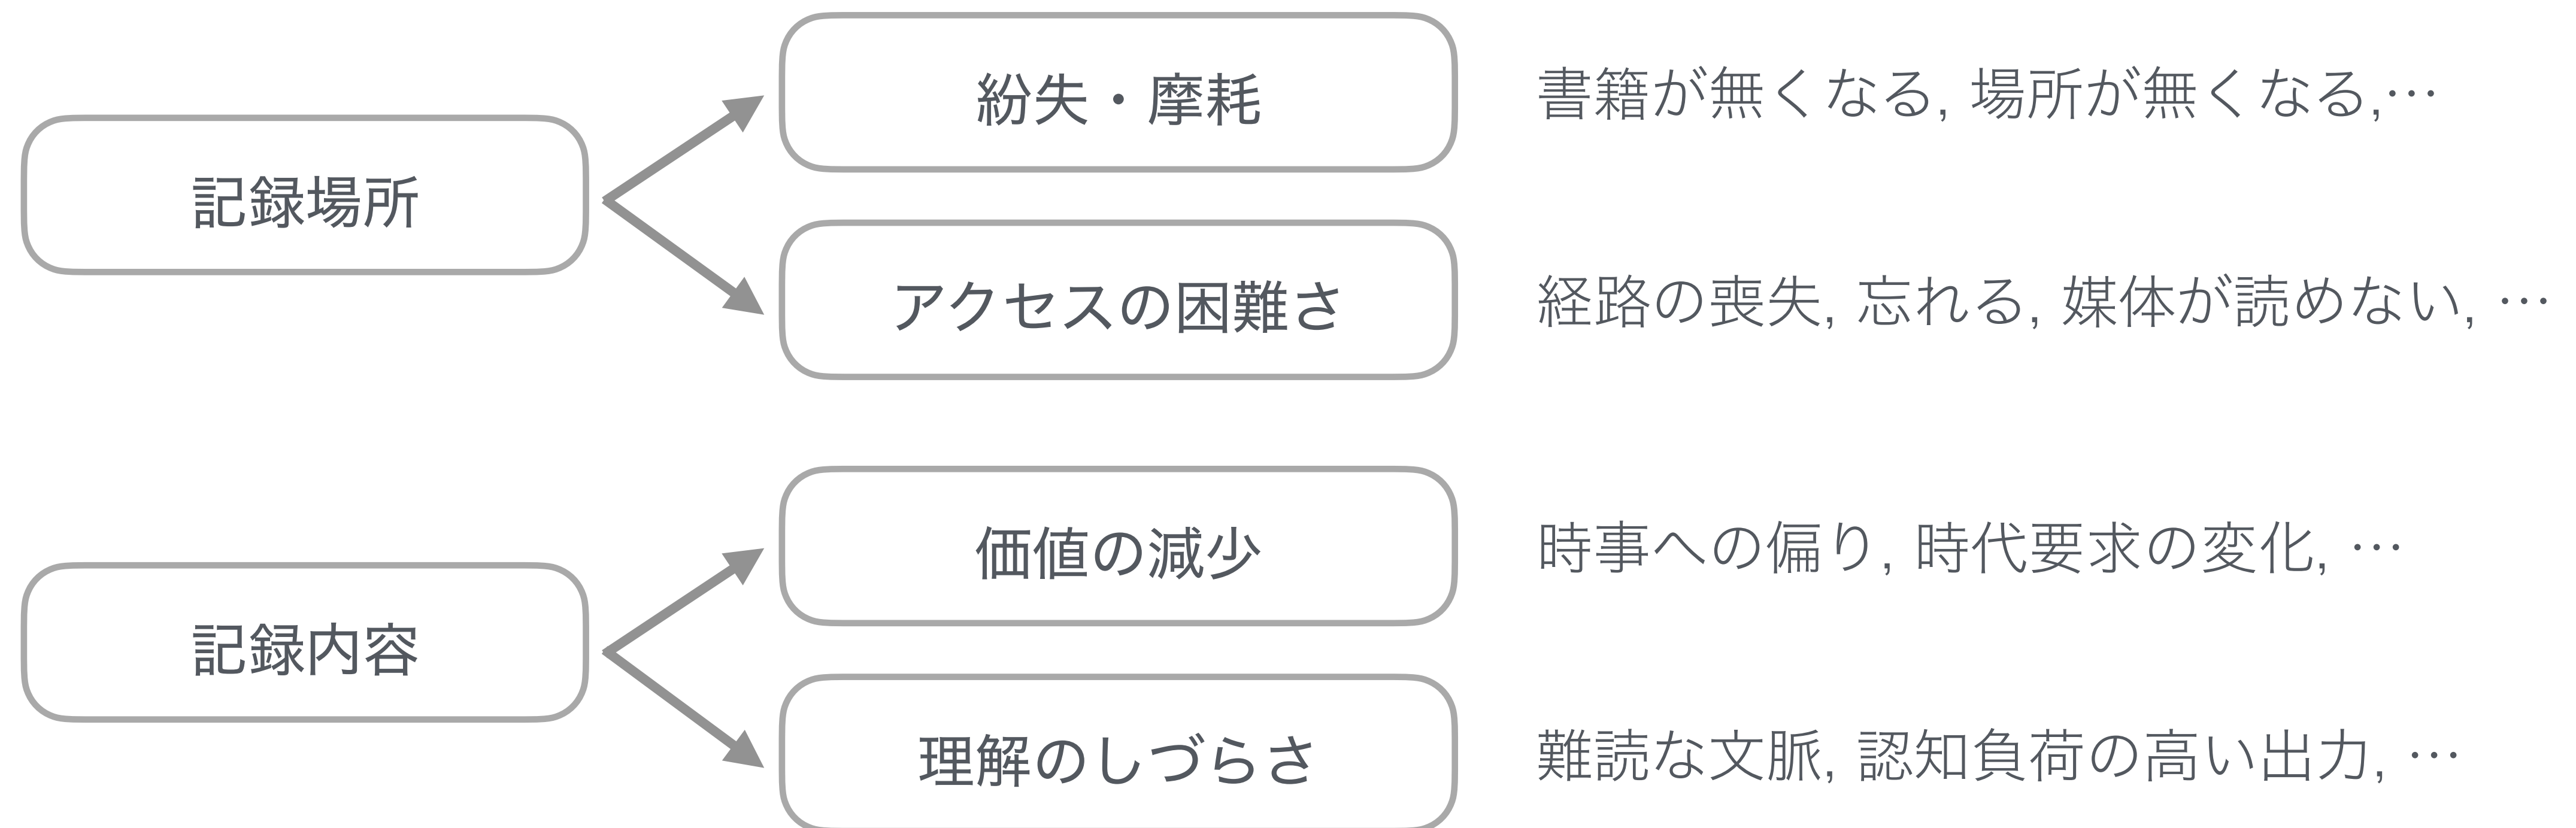 記録場所
紛失・摩耗
書籍が無くなる, 場所が無くなる,…
アクセスの困難さ
経路の喪失, 忘れる, 媒体が読めない, …
記録内容
価値の減少
時事への偏り, 時代要求の変化, …
理解のしづらさ
難読な文脈, 認知負荷の高い出力, …